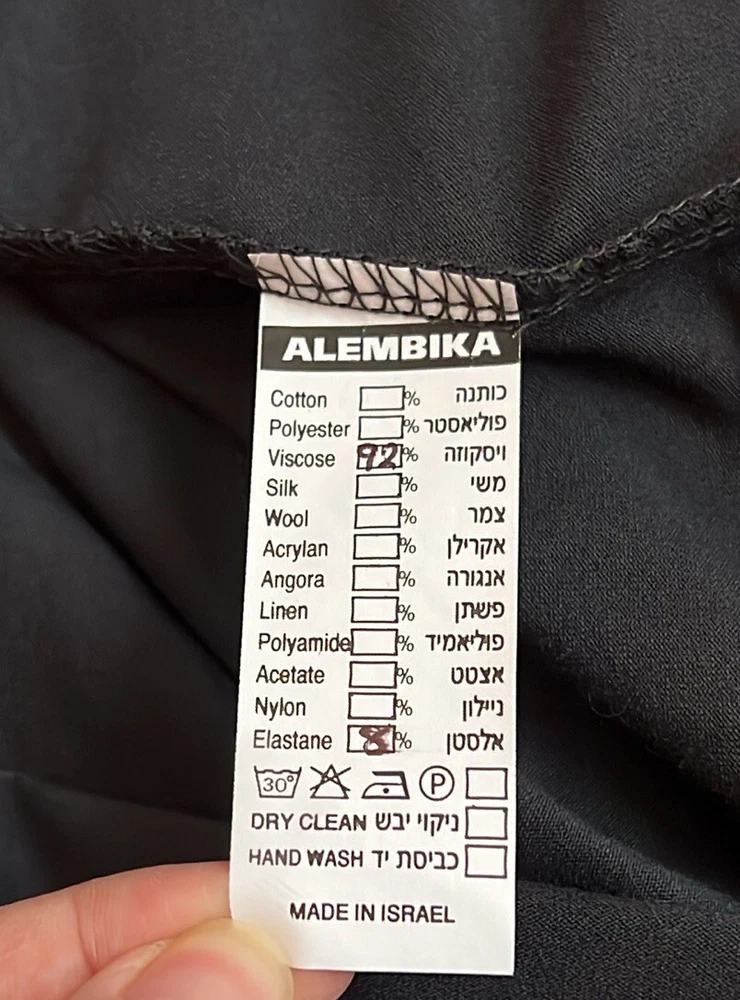 ALEMBIKA
Cotton % כותנה
Polyester % פוליאסטר
Viscose 92% ויסקוזה
Silk % משי
Wool % צמר
Acrylan % אקרילן
Angora % אנגורה
Linen % פשתן
Polyamide % פוליאמיד
Acetate % אצטט
Nylon % ניילון
Elastane 8% אלסטן
30° P
DRY CLEAN ניקוי יבש
HAND WASH כביסת יד
MADE IN ISRAEL